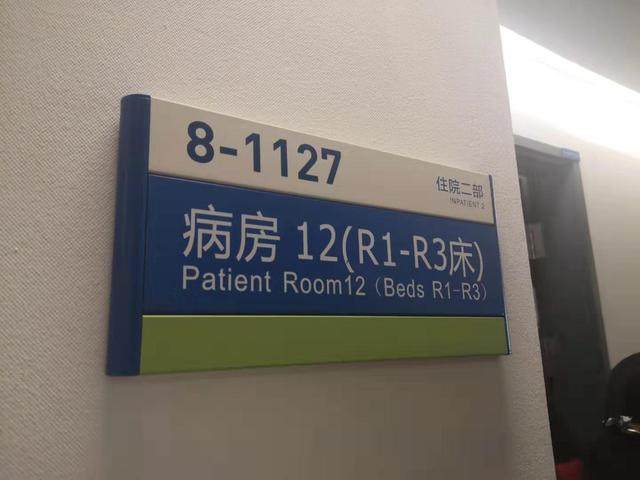 8-1127
住院二部
INPATIENT 2
病房 12(R1-R3床)
Patient Room12 (Beds R1-R3)